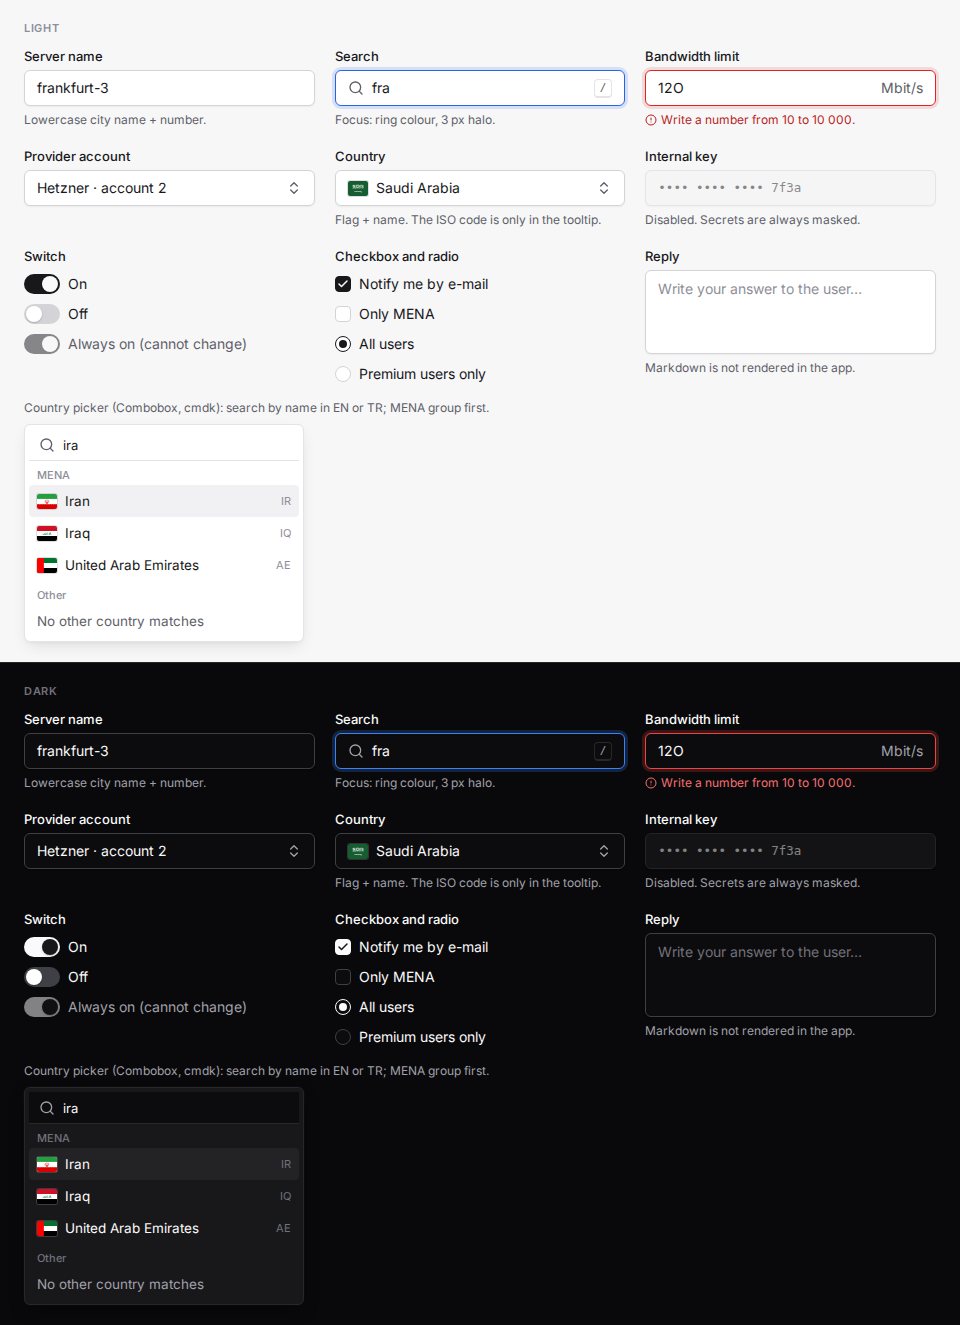 LIGHT
Server name
frankfurt-3
Lowercase city name + number.
Search
fra
/
Focus: ring colour, 3 px halo.
Bandwidth limit
12O
Mbit/s
Write a number from 10 to 10 000.
Provider account
Hetzner · account 2
Country
Saudi Arabia
Flag + name. The ISO code is only in the tooltip.
Internal key
•••• •••• •••• 7f3a
Disabled. Secrets are always masked.
Switch
On
Off
Always on (cannot change)
Checkbox and radio
Notify me by e-mail
Only MENA
All users
Premium users only
Reply
Write your answer to the user...
Markdown is not rendered in the app.
Country picker (Combobox, cmdk): search by name in EN or TR; MENA group first.
ira
MENA
Iran IR
Iraq IQ
United Arab Emirates AE
Other
No other country matches
DARK
Server name
frankfurt-3
Lowercase city name + number.
Search
fra
/
Focus: ring colour, 3 px halo.
Bandwidth limit
12O
Mbit/s
Write a number from 10 to 10 000.
Provider account
Hetzner · account 2
Country
Saudi Arabia
Flag + name. The ISO code is only in the tooltip.
Internal key
•••• •••• •••• 7f3a
Disabled. Secrets are always masked.
Switch
On
Off
Always on (cannot change)
Checkbox and radio
Notify me by e-mail
Only MENA
All users
Premium users only
Reply
Write your answer to the user...
Markdown is not rendered in the app.
Country picker (Combobox, cmdk): search by name in EN or TR; MENA group first.
ira
MENA
Iran IR
Iraq IQ
United Arab Emirates AE
Other
No other country matches